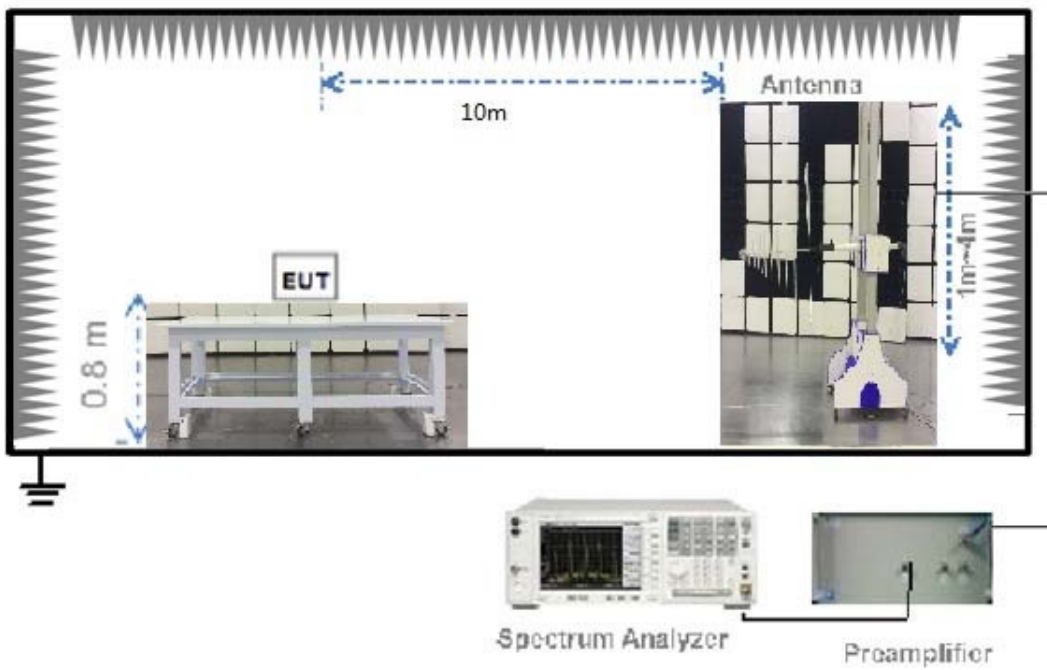 Antenna
10m
1m~4m
EUT
0.8 m
Spectrum Analyzer
Preamplifier